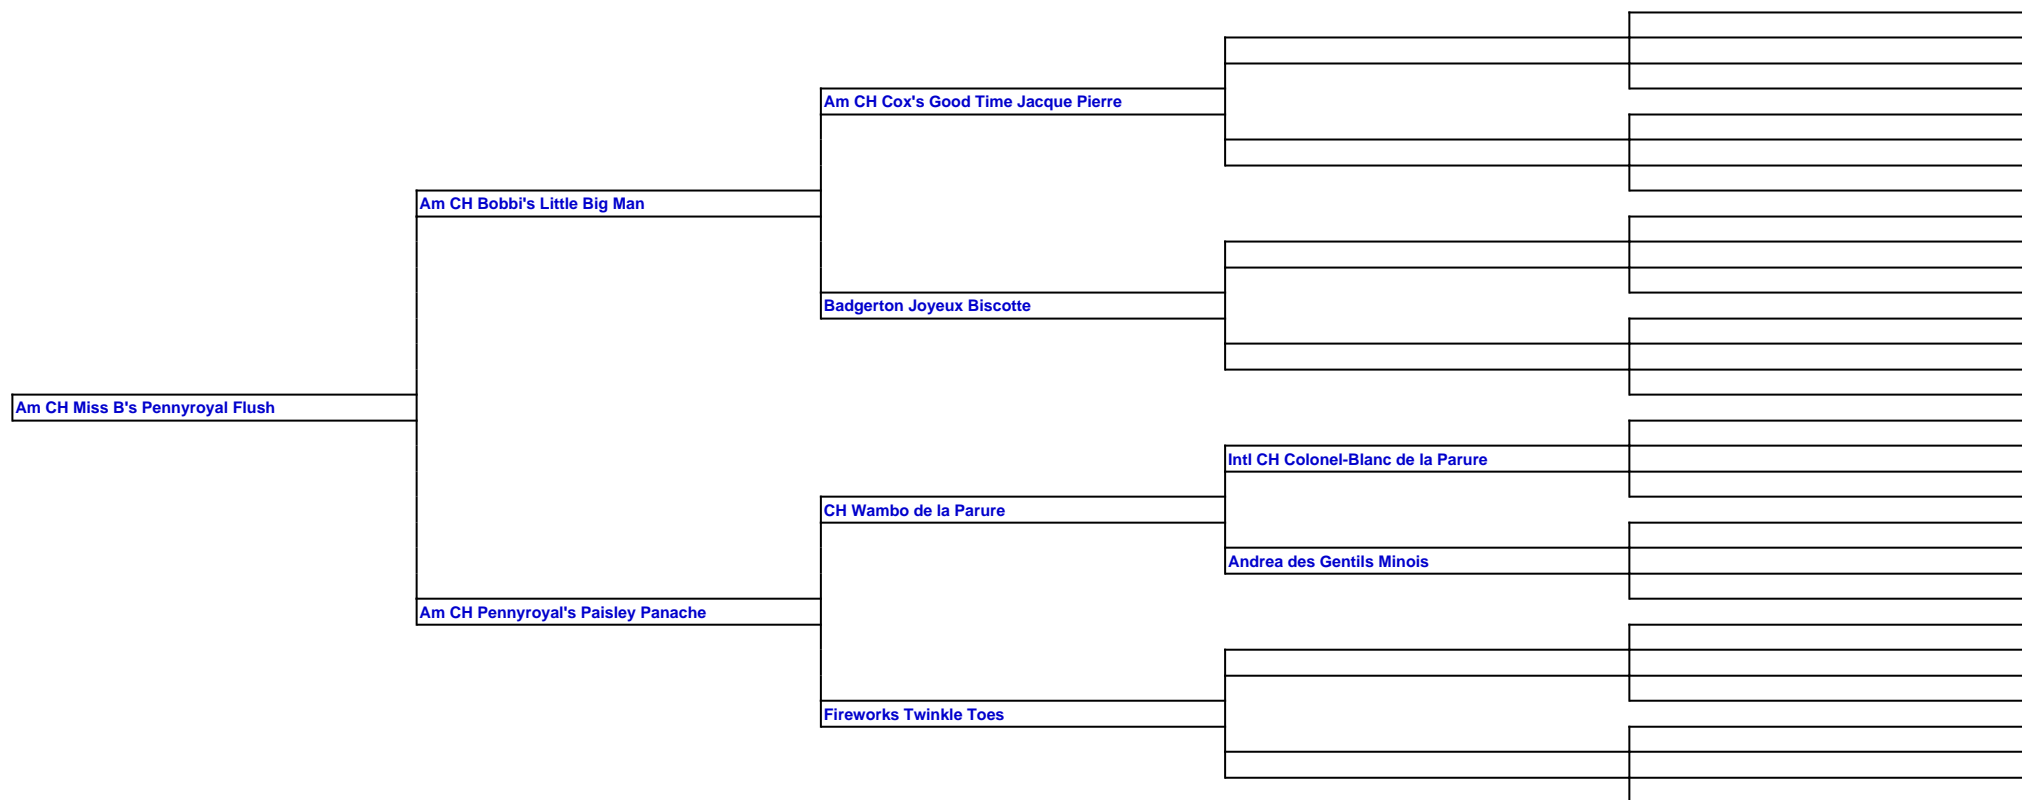 Am CH Cox's Good Time Jacque Pierre
Am CH Bobbi's Little Big Man
Badgerton Joyeux Biscotte
Am CH Miss B's Pennyroyal Flush
Intl CH Colonel-Blanc de la Parure
CH Wambo de la Parure
Andrea des Gentils Minois
Am CH Pennyroyal's Paisley Panache
Fireworks Twinkle Toes